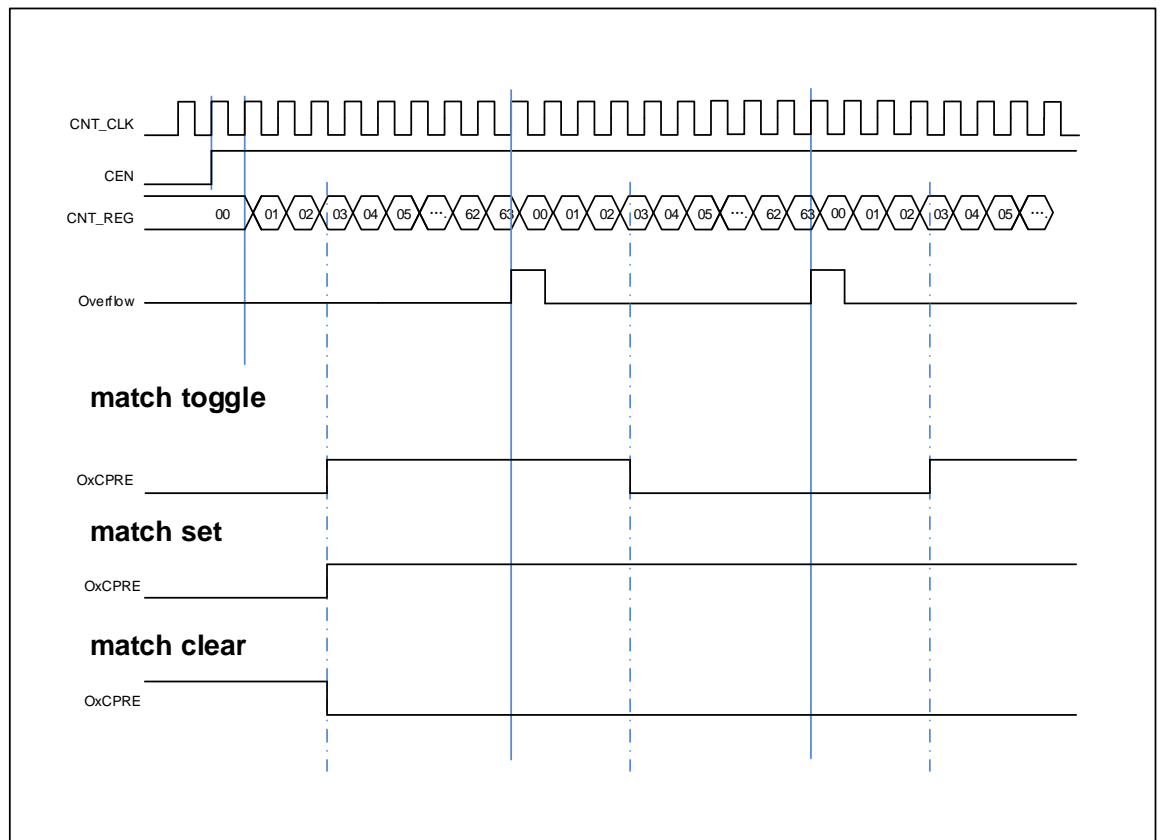 CNT_CLK
CEN
CNT_REG 00 01 02 03 04 05 .... 62 63 00 01 02 03 04 05 .... 62 63 00 01 02 03 04 05 ....
Overflow
match toggle
OxCPRE
match set
OxCPRE
match clear
OxCPRE